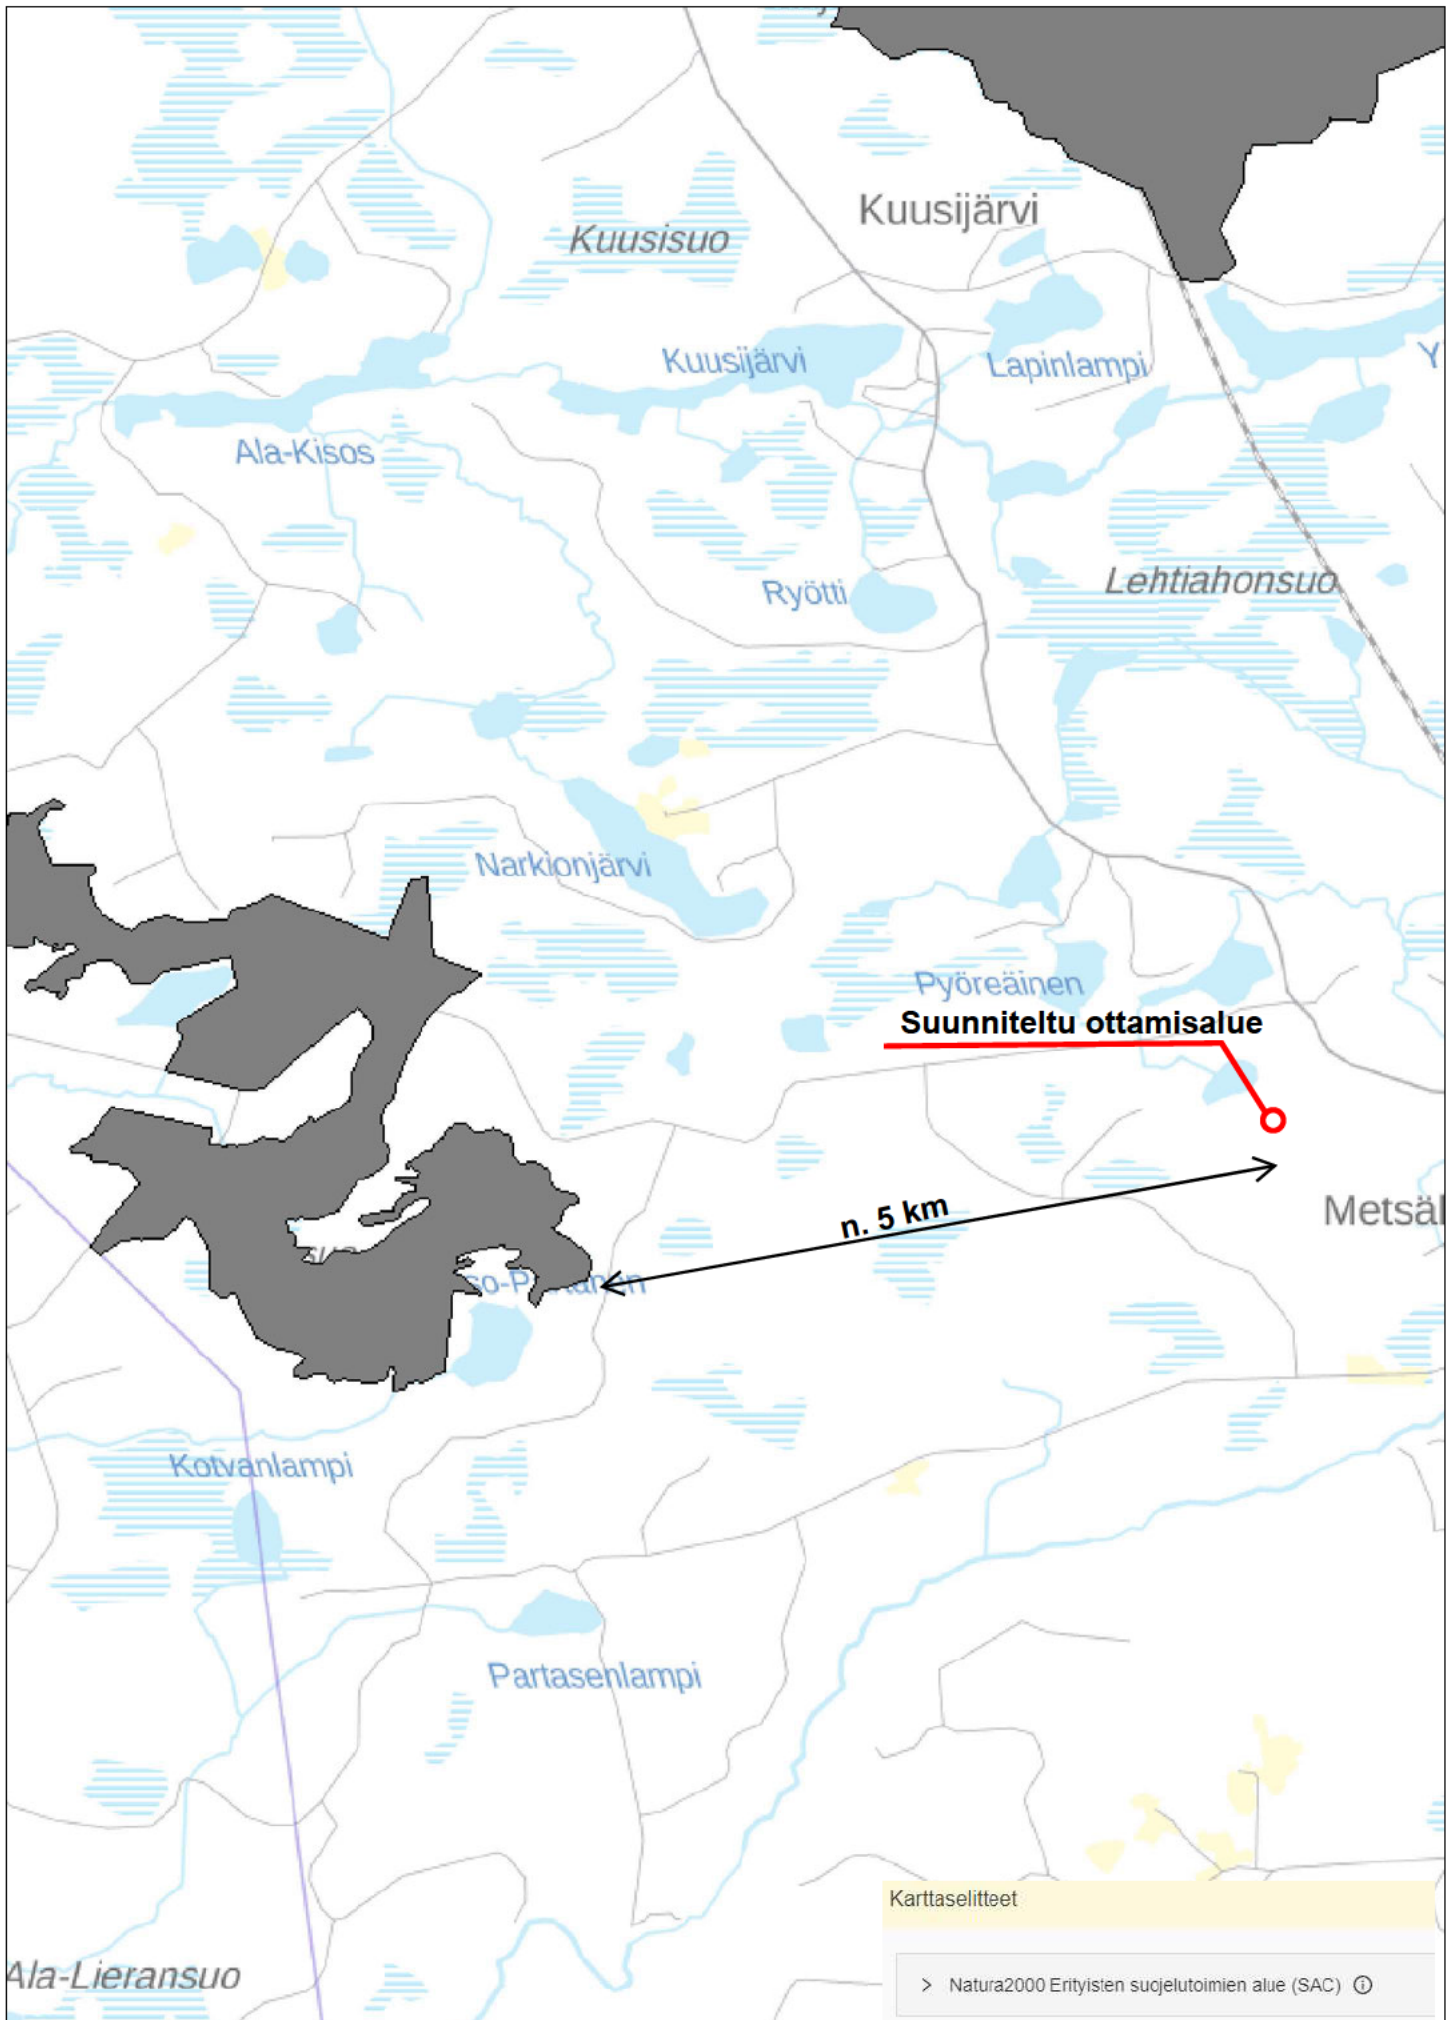 Kuusijärvi
Kuusisuo
Kuusijärvi
Lapinlampi
Y
Ala-Kisos
Lehtiahonsuo
Ryötti
Narkionjärvi
Pyöreäinen
Suunniteltu ottamisalue
Metsäl
n. 5 km
Kotvanlampi
Partasenlampi
Karttaselitteet
Ala-Lieransuo
> Natura2000 Erityisten suojelutoimien alue (SAC)